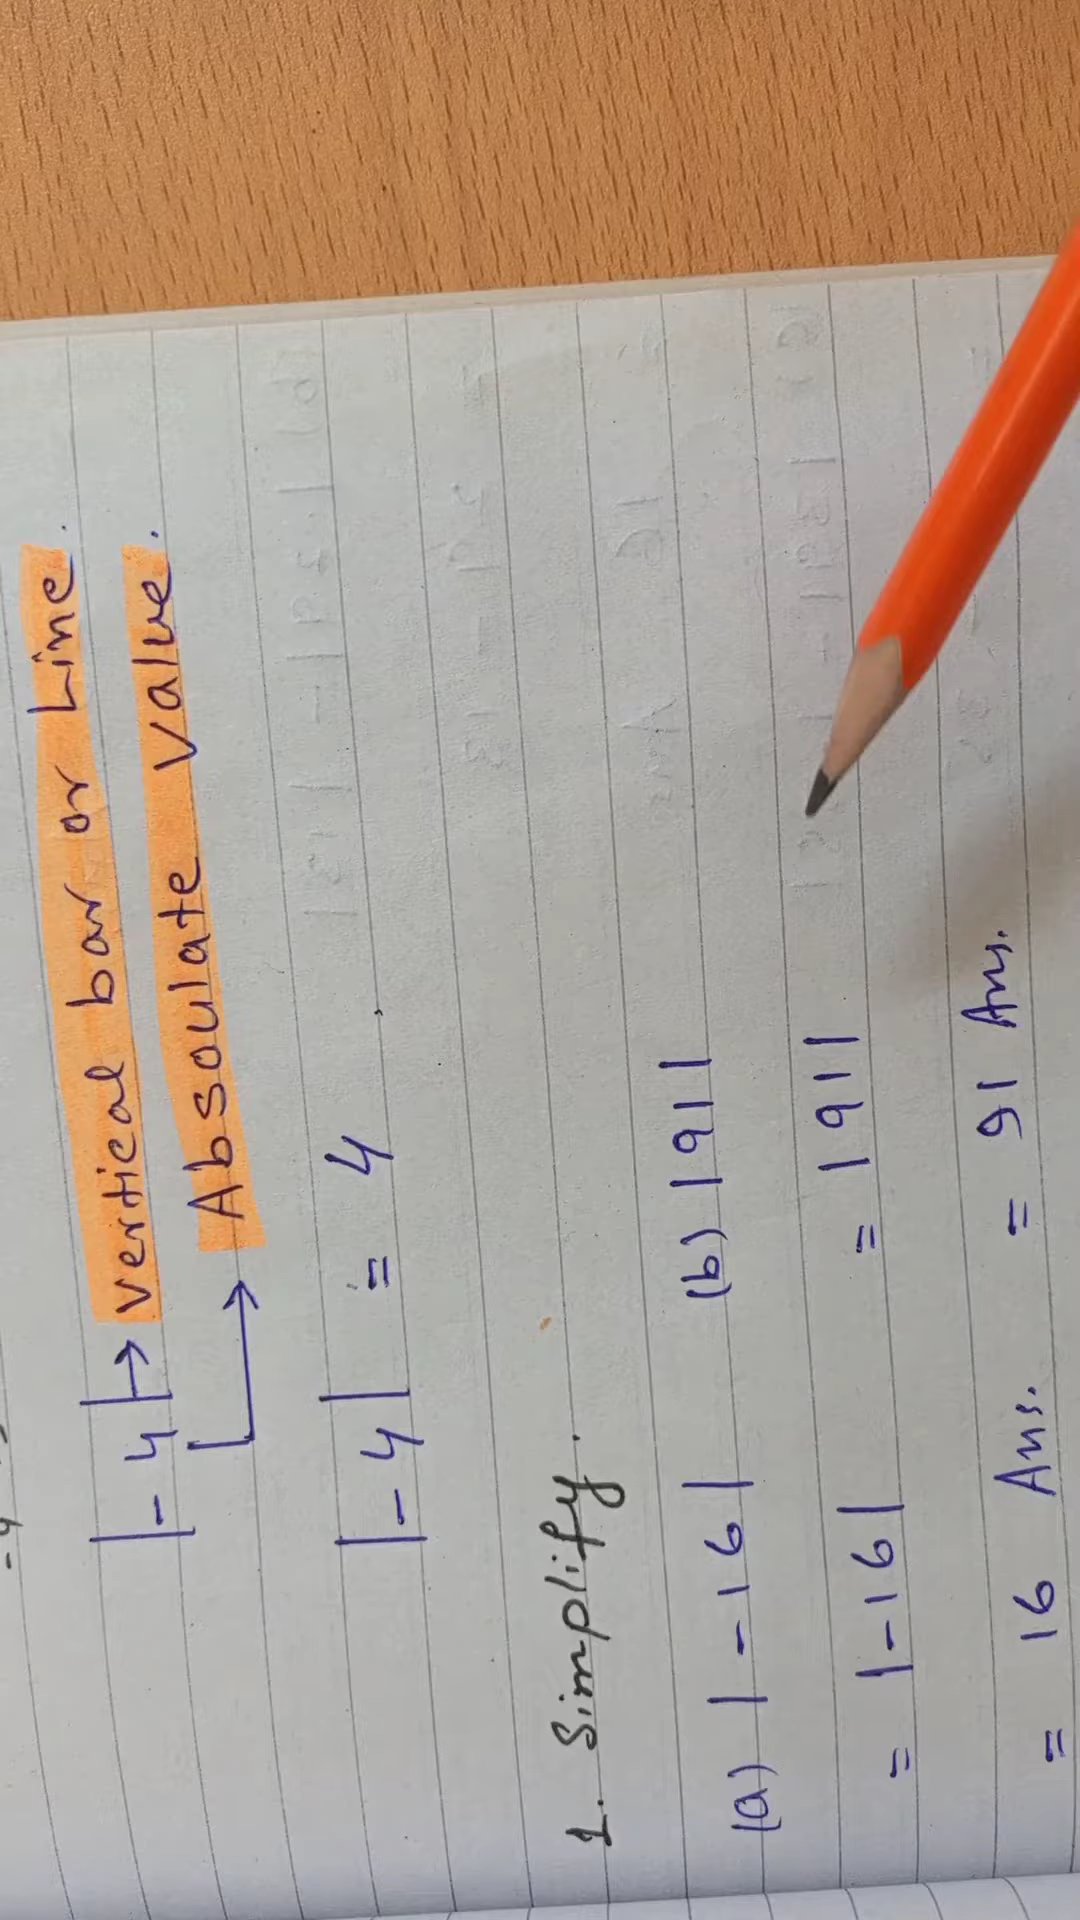 |-4| → vertical bar or Line.
→ Absoulate value.
|-4| = 4
1. Simplify.
(a) |-16| (b) |91|
= |-16| = |91|
= 16 Ans. = 91 Ans.